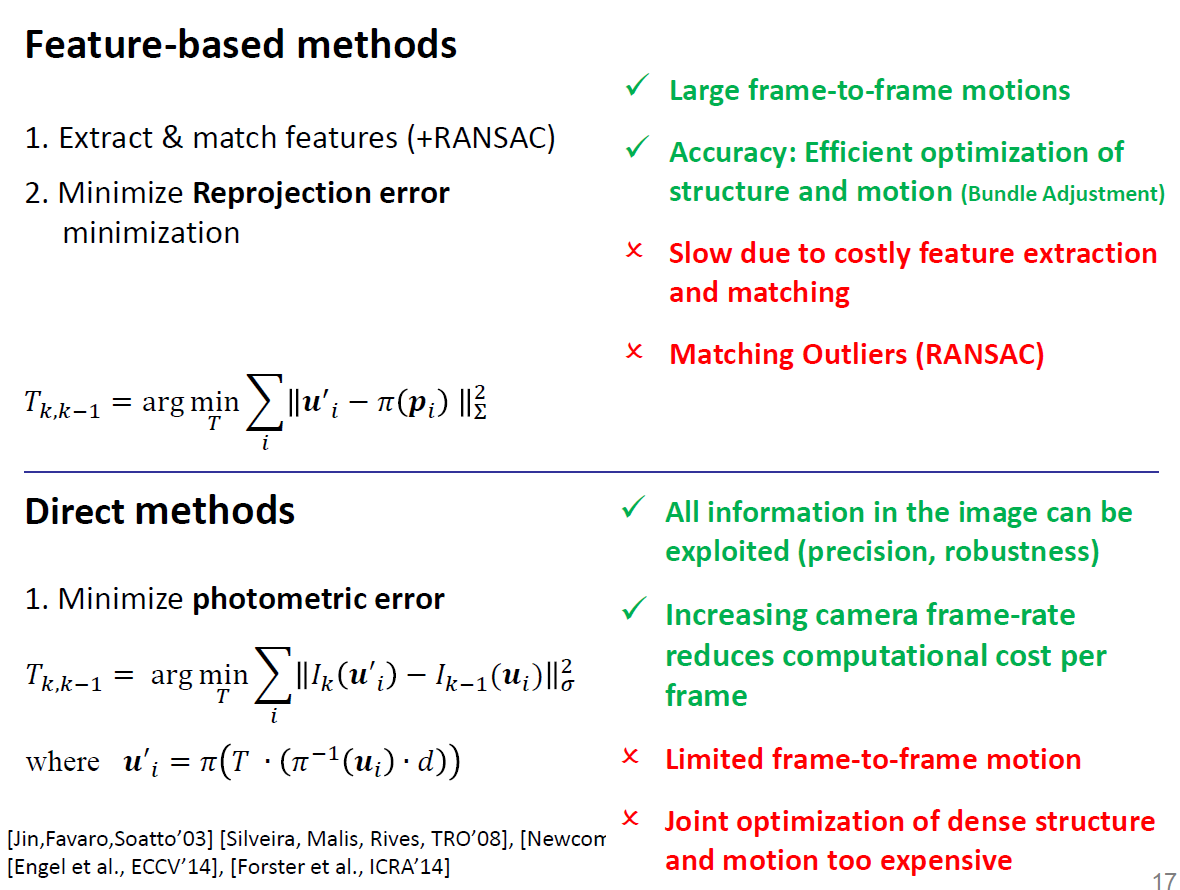 Feature-based methods
1. Extract & match features (+RANSAC)
2. Minimize Reprojection error
minimization
T_{k,k−1} = arg min_T ∑_i ‖u′_i − π(p_i) ‖²_Σ
✓ Large frame-to-frame motions
✓ Accuracy: Efficient optimization of
structure and motion (Bundle Adjustment)
× Slow due to costly feature extraction
and matching
× Matching Outliers (RANSAC)
Direct methods
1. Minimize photometric error
T_{k,k−1} = arg min_T ∑_i ‖I_k(u′_i) − I_{k−1}(u_i)‖²_σ
where u′_i = π(T · (π⁻¹(u_i) · d))
✓ All information in the image can be
exploited (precision, robustness)
✓ Increasing camera frame-rate
reduces computational cost per
frame
× Limited frame-to-frame motion
× Joint optimization of dense structure
and motion too expensive
[Jin,Favaro,Soatto’03] [Silveira, Malis, Rives, TRO’08], [Newcom
[Engel et al., ECCV’14], [Forster et al., ICRA’14]
17